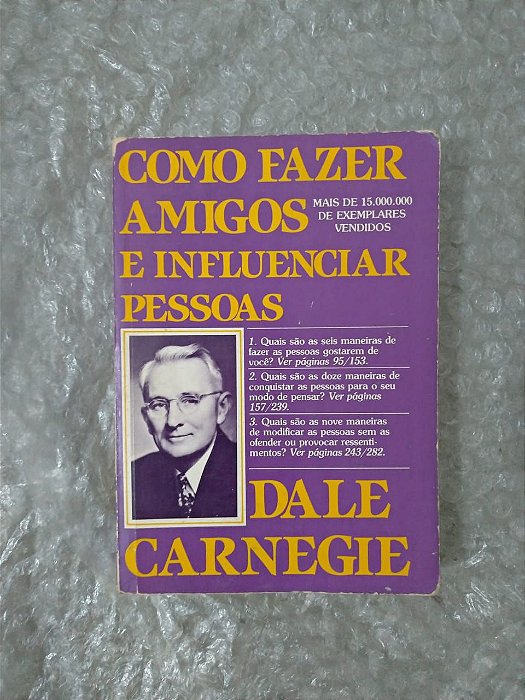 COMO FAZER
AMIGOS
MAIS DE 15.000.000
DE EXEMPLARES
VENDIDOS
E INFLUENCIAR
PESSOAS
1. Quais são as seis maneiras de
fazer as pessoas gostarem de
você? Ver páginas 95/153.
2. Quais são as doze maneiras de
conquistar as pessoas para o seu
modo de pensar? Ver páginas
157/239.
3. Quais são as nove maneiras
de modificar as pessoas sem as
ofender ou provocar ressenti-
mentos? Ver páginas 243/282.
DALE
CARNEGIE